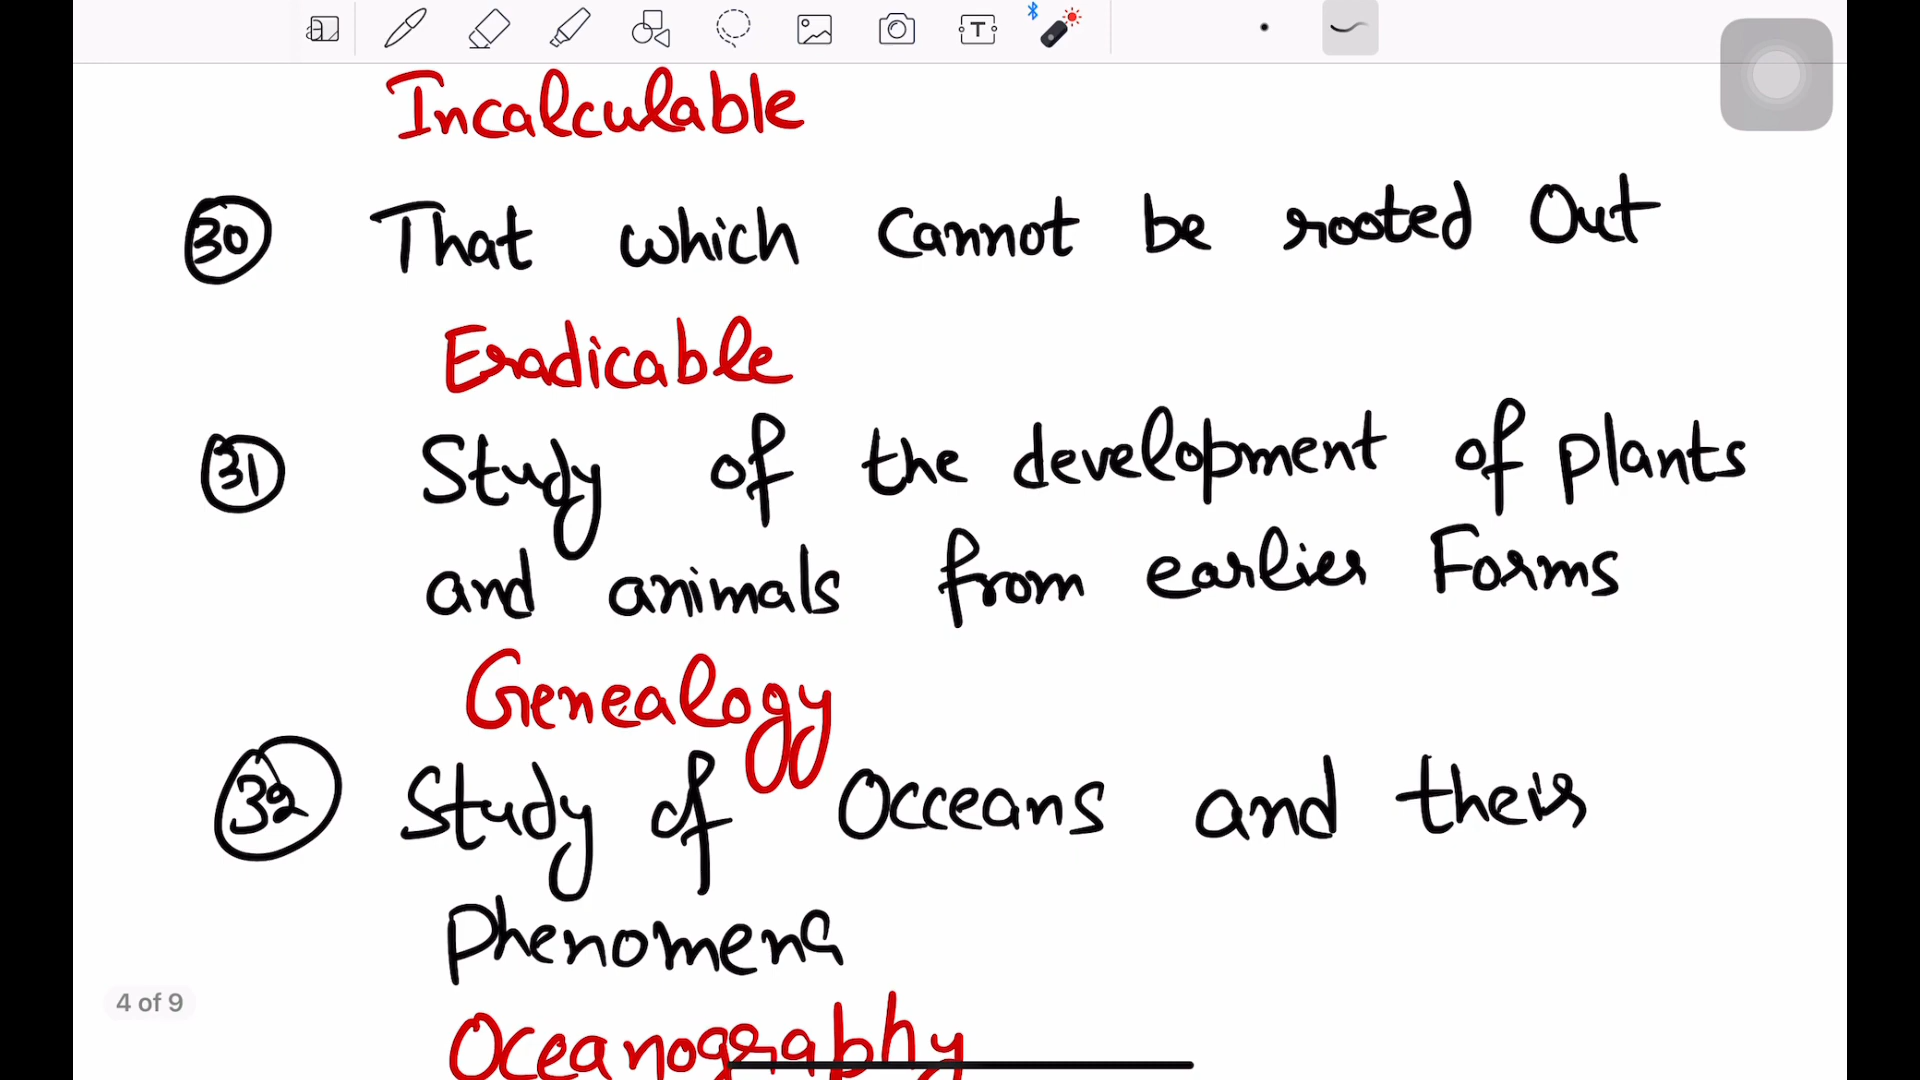 Incalculable
30 That which Cannot be rooted Out
Eradicable
31 Study of the development of plants
and animals from earlier Forms
Genealogy
32 Study of Occeans and their
Phenomena
4 of 9
Oceanography